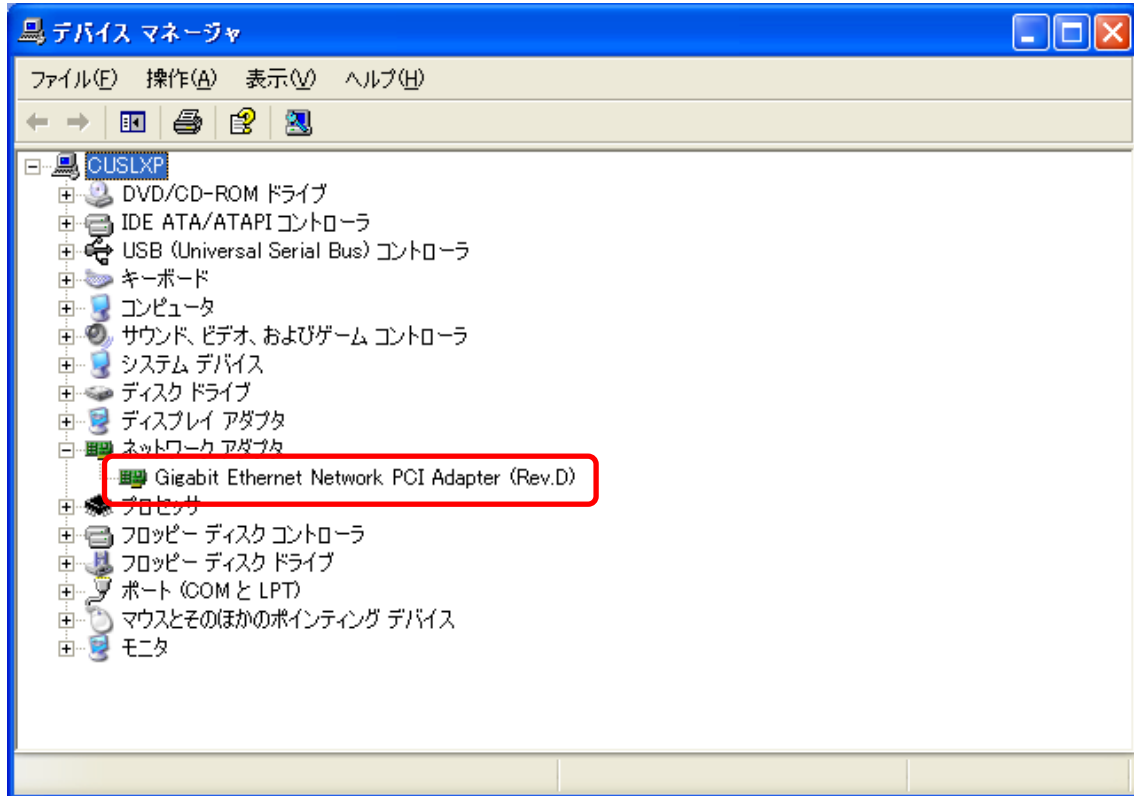 デバイス マネージャ
ファイル(F) 操作(A) 表示(V) ヘルプ(H)
CUSLXP
DVD/CD-ROM ドライブ
IDE ATA/ATAPI コントローラ
USB (Universal Serial Bus) コントローラ
キーボード
コンピュータ
サウンド、ビデオ、およびゲーム コントローラ
システム デバイス
ディスク ドライブ
ディスプレイ アダプタ
ネットワーク アダプタ
Gigabit Ethernet Network PCI Adapter (Rev.D)
プロセッサ
フロッピー ディスク コントローラ
フロッピー ディスク ドライブ
ポート (COM と LPT)
マウスとそのほかのポインティング デバイス
モニタ